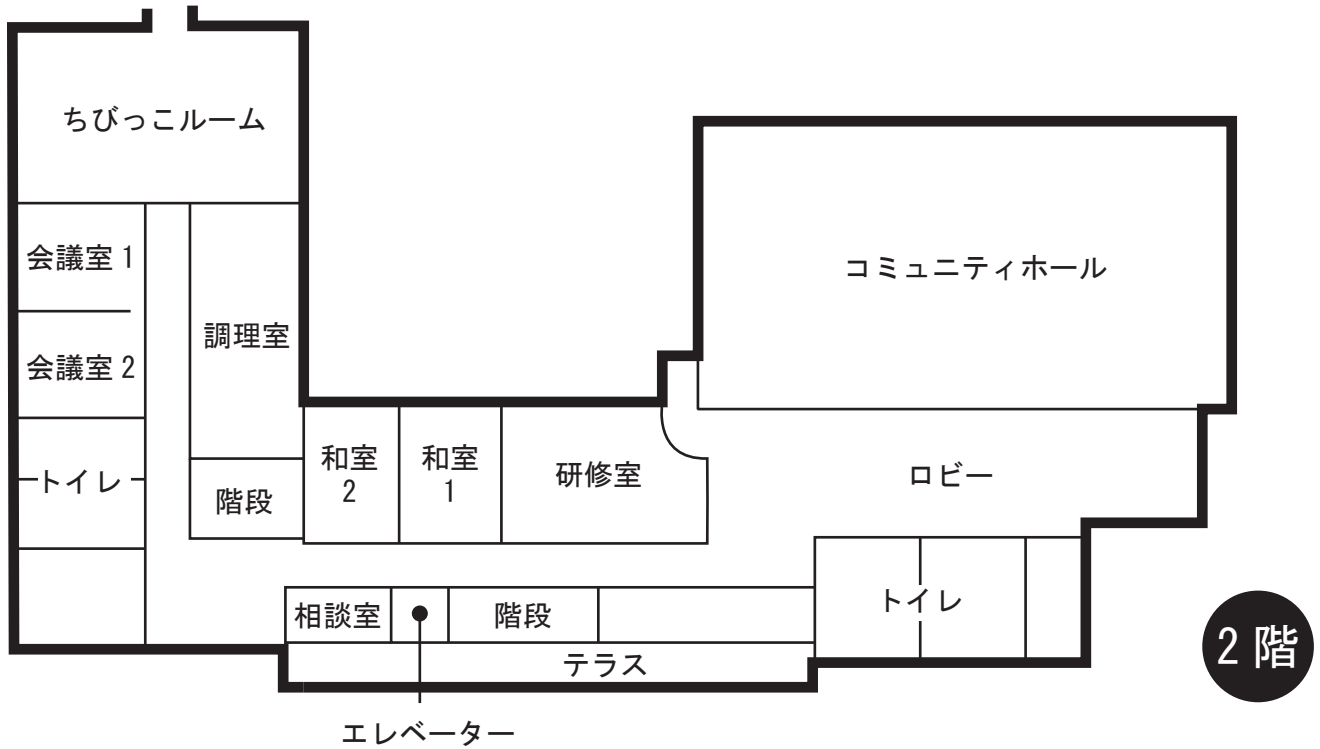 ちびっこルーム
会議室 1
コミュニティホール
調理室
会議室 2
和室
2
和室
1
研修室
ロビー
トイレ
階段
相談室
階段
トイレ
テラス
2 階
エレベーター